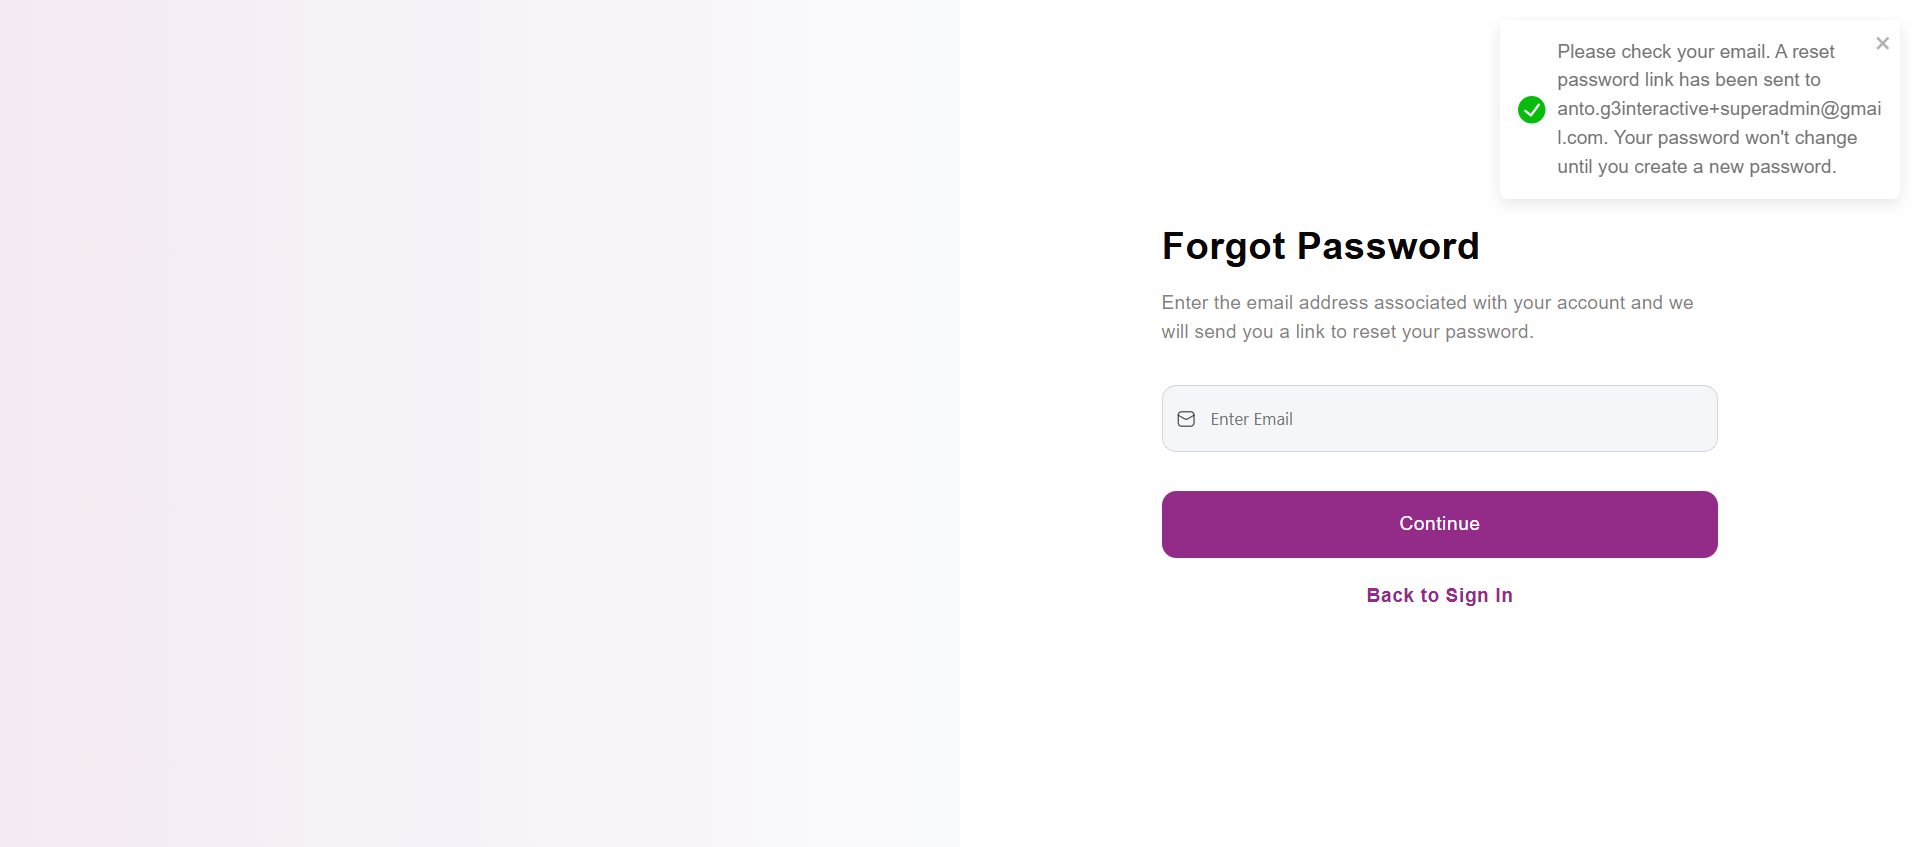 Please check your email. A reset
password link has been sent to
anto.g3interactive+superadmin@gmai
l.com. Your password won't change
until you create a new password.
Forgot Password
Enter the email address associated with your account and we
will send you a link to reset your password.
Enter Email
Continue
Back to Sign In